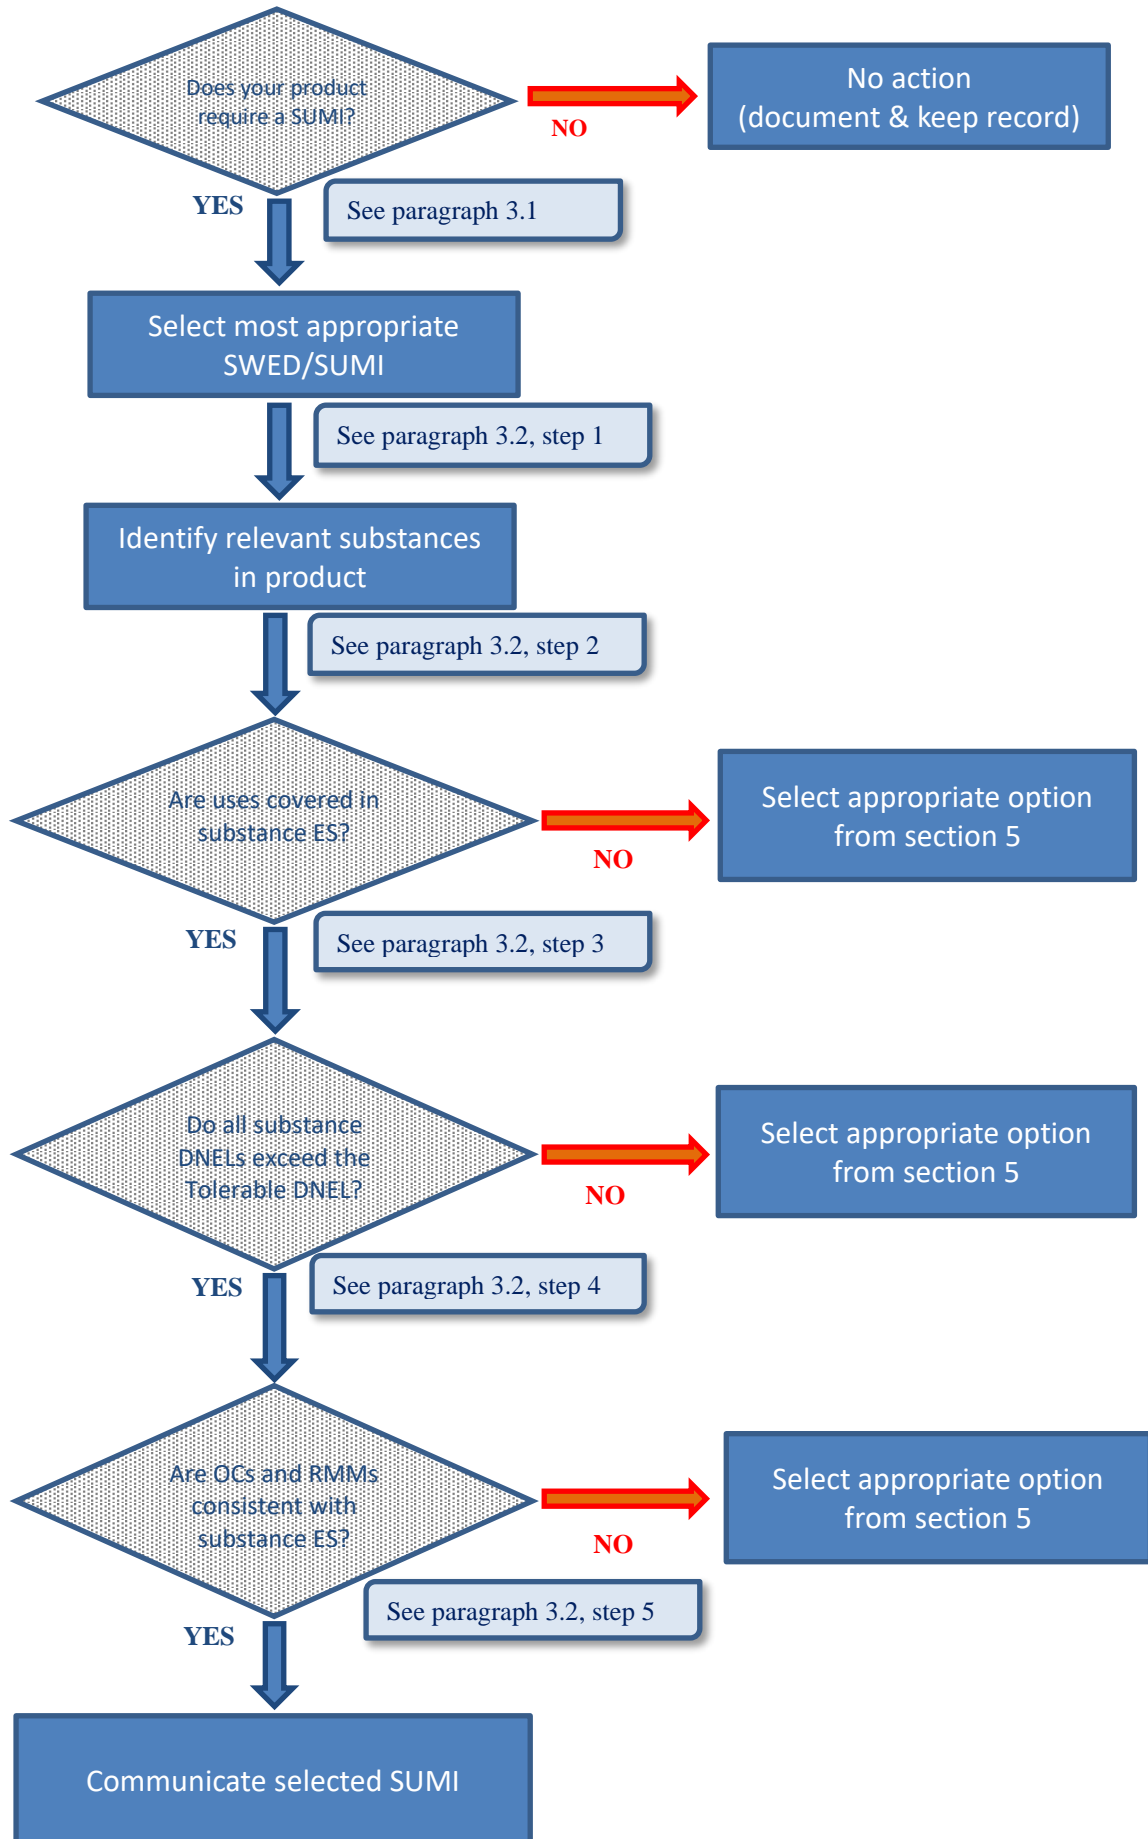 Does your product
require a SUMI?
NO
No action
(document & keep record)
YES
See paragraph 3.1
Select most appropriate
SWED/SUMI
See paragraph 3.2, step 1
Identify relevant substances
in product
See paragraph 3.2, step 2
Are uses covered in
substance ES?
NO
Select appropriate option
from section 5
YES
See paragraph 3.2, step 3
Do all substance
DNELs exceed the
Tolerable DNEL?
NO
Select appropriate option
from section 5
YES
See paragraph 3.2, step 4
Are OCs and RMMs
consistent with
substance ES?
NO
Select appropriate option
from section 5
YES
See paragraph 3.2, step 5
Communicate selected SUMI